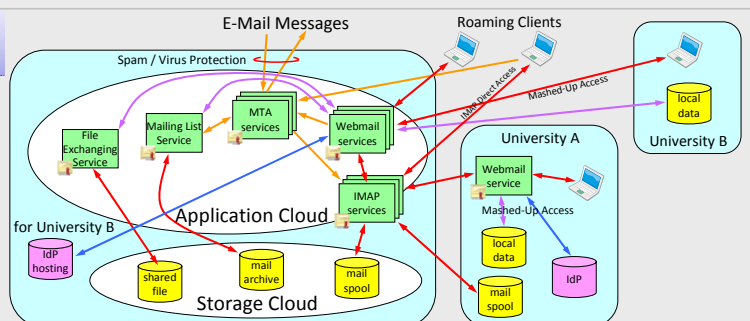 E-Mail Messages
Roaming Clients
Spam / Virus Protection
IMAP Direct Access
Mashed-Up Access
local
data
University B
MTA
services
Mailing List
Service
Webmail
services
File
Exchanging
Service
University A
Webmail
service
IMAP
services
Mashed-Up Access
Application Cloud
for University B
IdP
hosting
local
data
IdP
shared
file
mail
archive
mail
spool
mail
spool
Storage Cloud